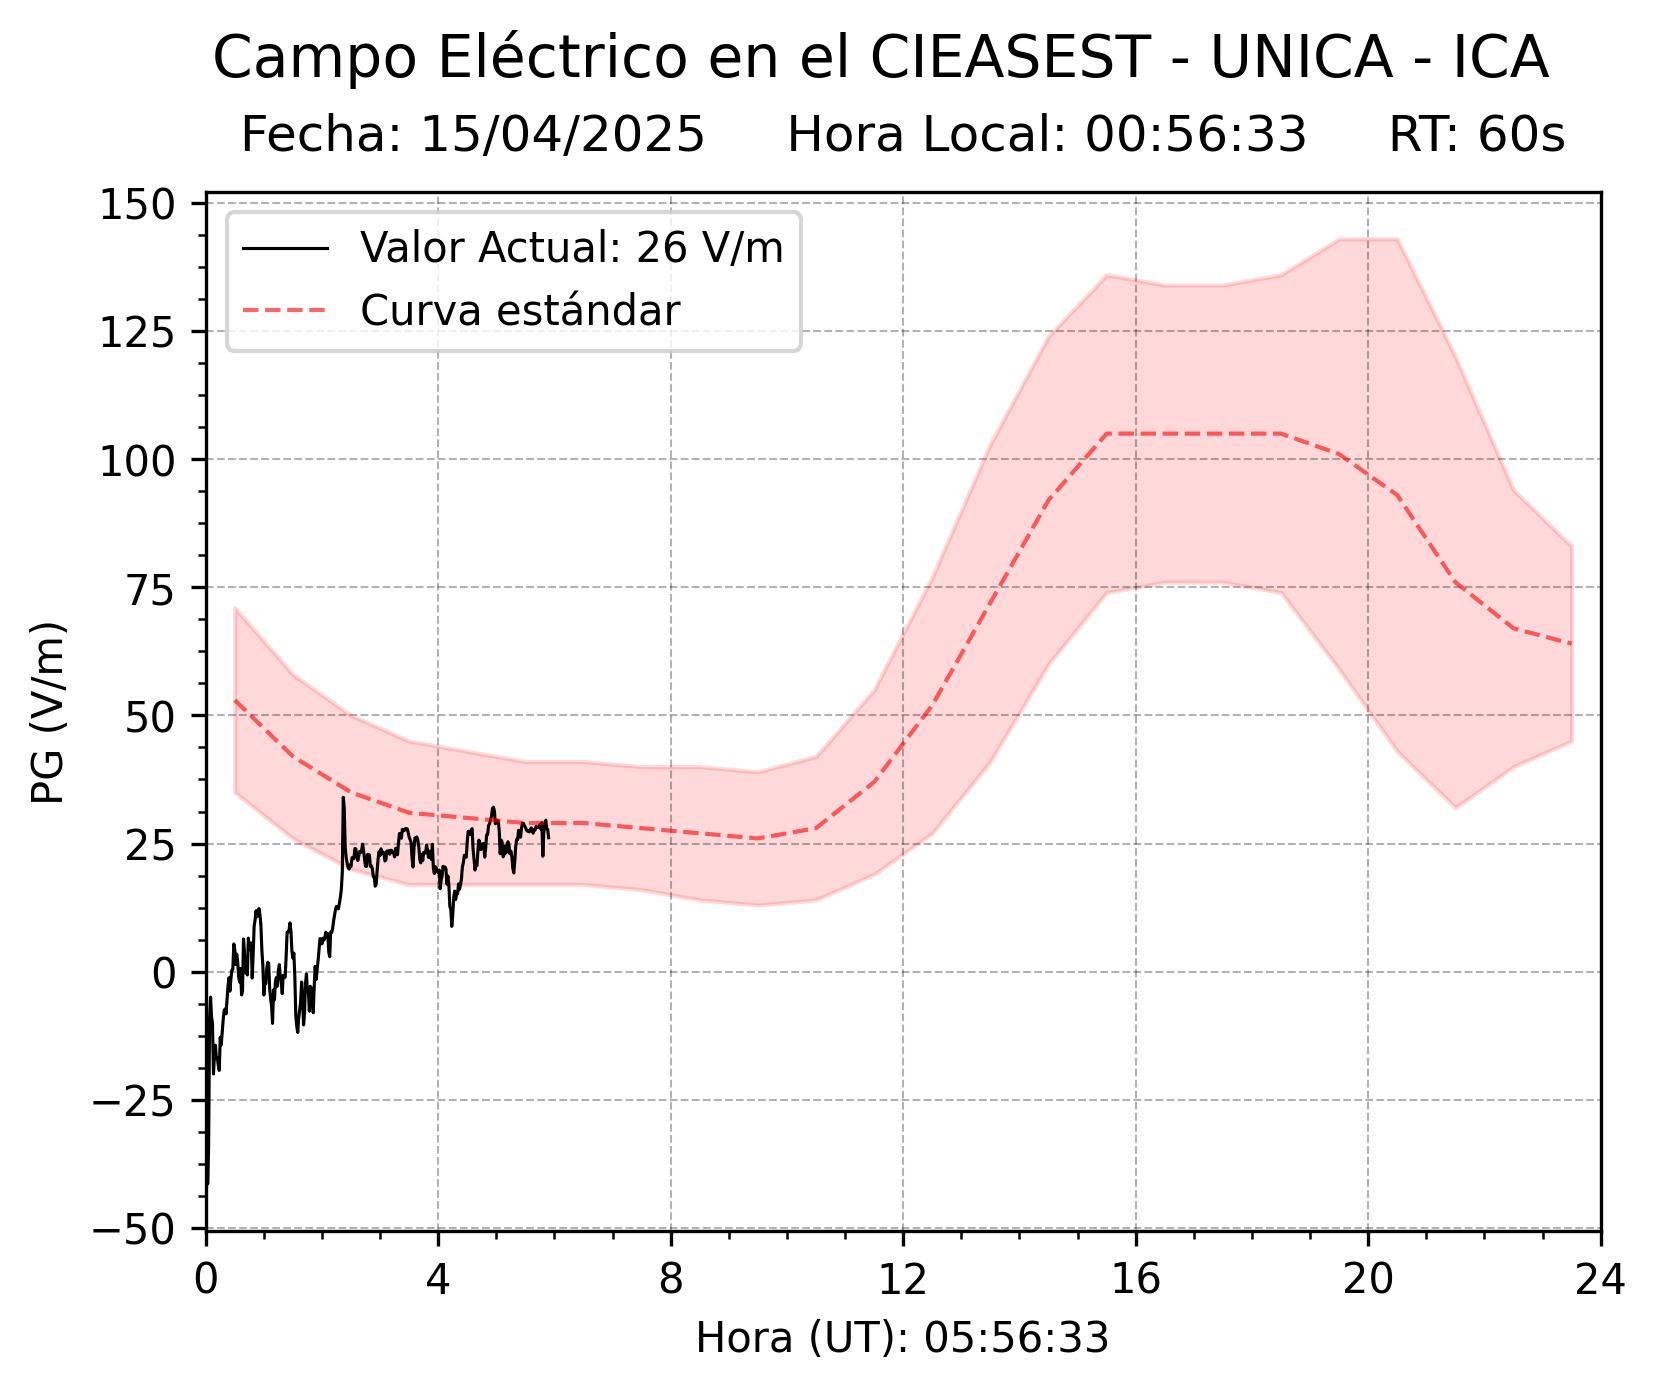 Campo Eléctrico en el CIEASEST - UNICA - ICA
Fecha: 15/04/2025 Hora Local: 00:56:33 RT: 60s
150
125
100
75
50
25
0
−25
−50
PG (V/m)
Valor Actual: 26 V/m
Curva estándar
0 4 8 12 16 20 24
Hora (UT): 05:56:33